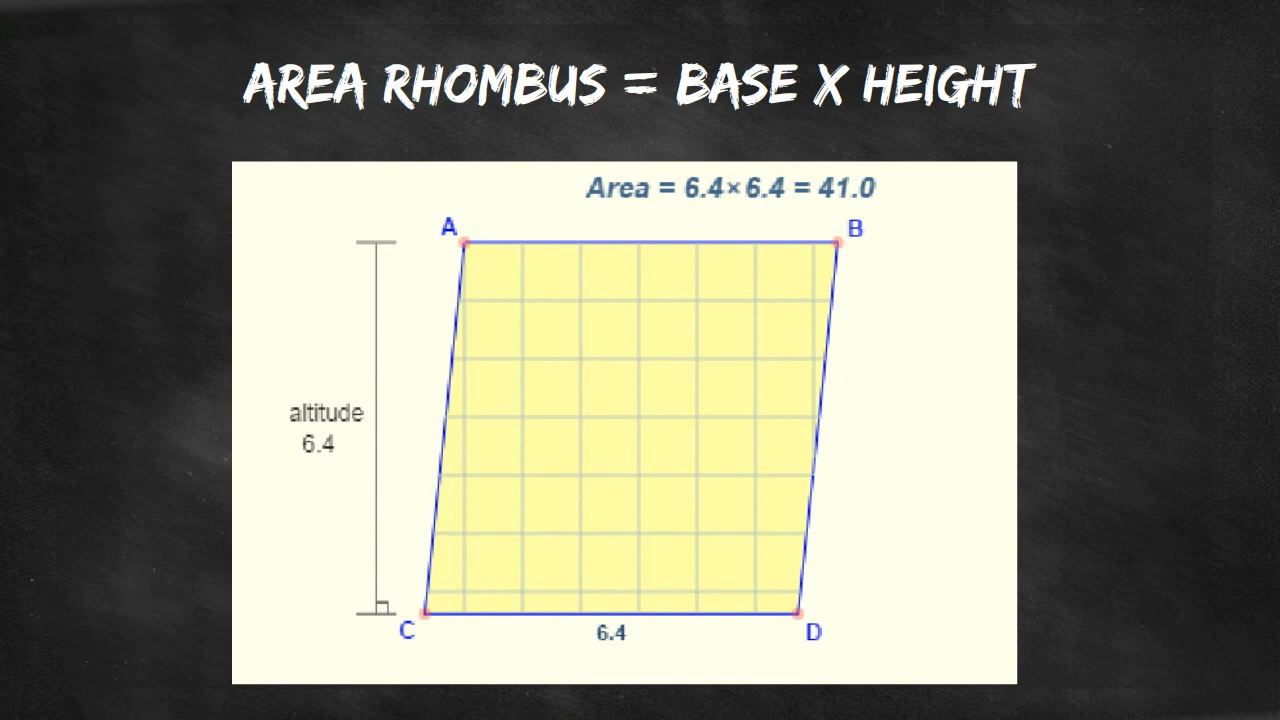 AREA RHOMBUS = BASE X HEIGHT
Area = 6.4×6.4 = 41.0
A
B
altitude
6.4
C
6.4
D